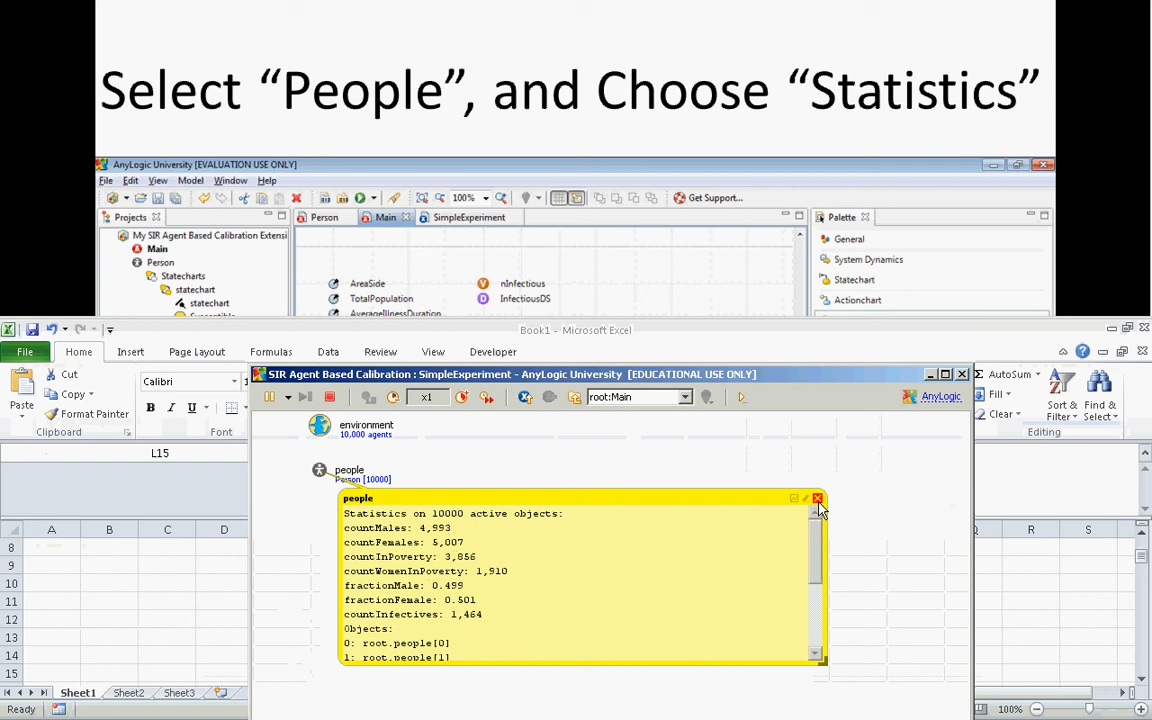 Select “People”, and Choose “Statistics”
AnyLogic University [EVALUATION USE ONLY]
File Edit View Model Window Help
100% Get Support...
Projects Person Main SimpleExperiment Palette
My SIR Agent Based Calibration Extensi
Main
Person
Statecharts
statechart
statechart
AreaSide nInfectious
TotalPopulation InfectiousDS
AverageIllnessDuration
General
System Dynamics
Statechart
Actionchart
Book1 - Microsoft Excel
File Home Insert Page Layout Formulas Data Review View Developer
Paste
Cut
Copy
Format Painter
Clipboard
Calibri
B I U
Font
AutoSum
Fill
Clear
Sort & Filter
Find & Select
Editing
L15
A B C D R S
8
9
10
11
12
13
14
15
SIR Agent Based Calibration : SimpleExperiment - AnyLogic University [EDUCATIONAL USE ONLY]
x1 root:Main AnyLogic
environment
10,000 agents
people
Person [10000]
people
Statistics on 10000 active objects:
countMales: 4,993
countFemales: 5,007
countInPoverty: 3,856
countWomenInPoverty: 1,910
fractionMale: 0.499
fractionFemale: 0.501
countInfectives: 1,464
Objects:
0: root.people[0]
1: root.people[1]
Sheet1 Sheet2 Sheet3
Ready 100%